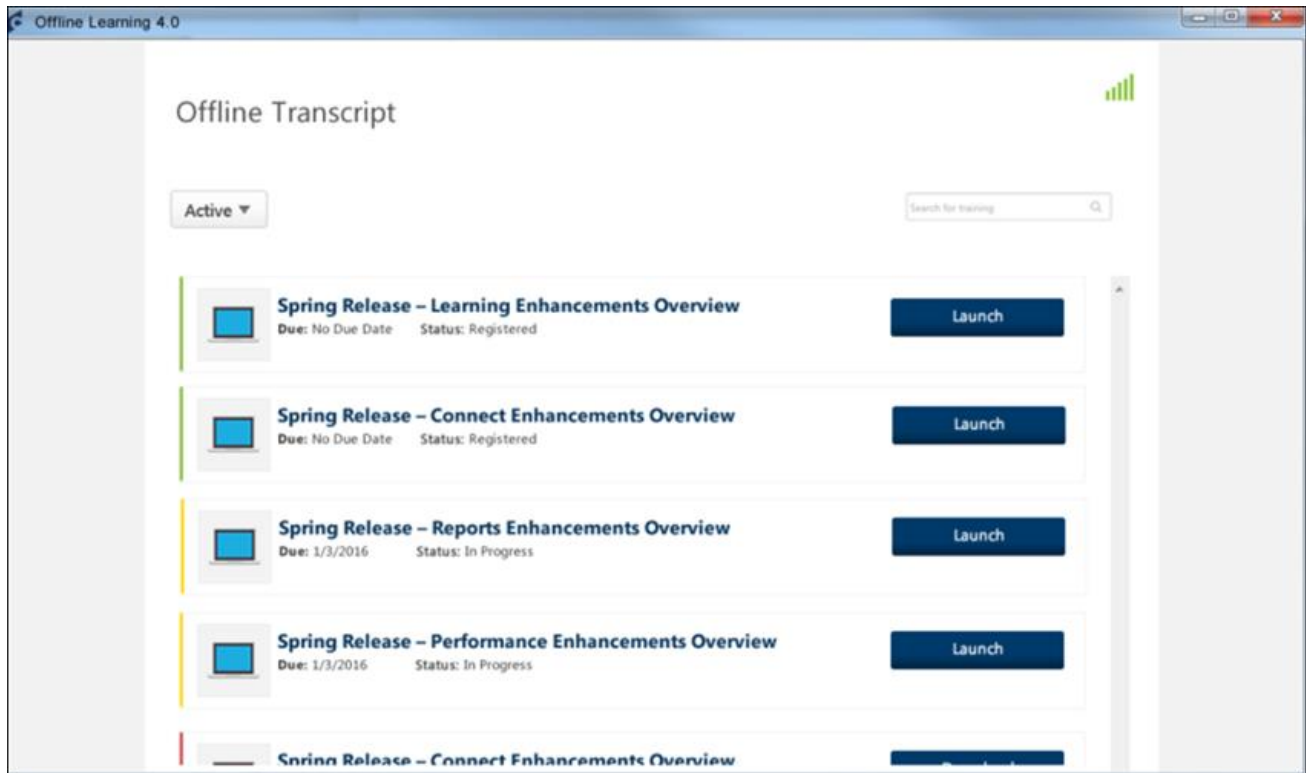 Offline Learning 4.0
Offline Transcript
Active
Search for training
Spring Release – Learning Enhancements Overview
Launch
Due: No Due Date Status: Registered
Spring Release – Connect Enhancements Overview
Launch
Due: No Due Date Status: Registered
Spring Release – Reports Enhancements Overview
Launch
Due: 1/3/2016 Status: In Progress
Spring Release – Performance Enhancements Overview
Launch
Due: 1/3/2016 Status: In Progress
Spring Release – Connect Enhancements Overview